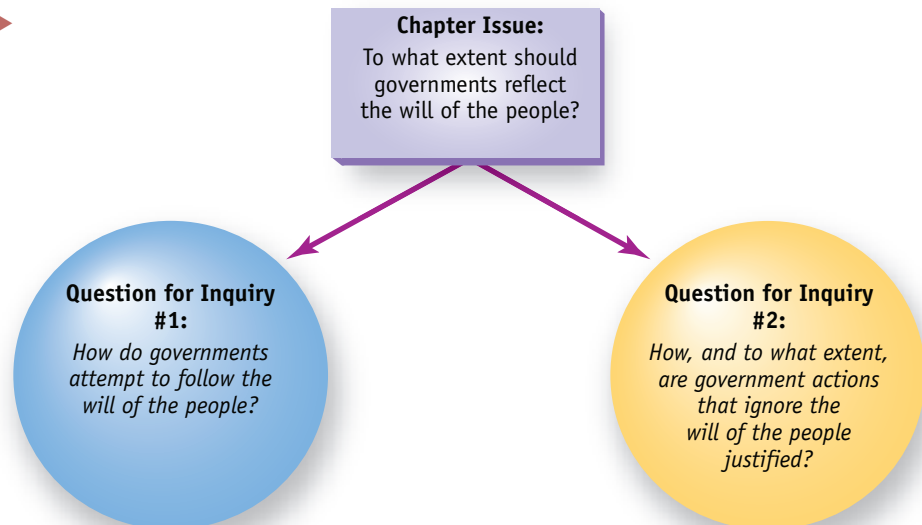 Chapter Issue:
To what extent should
governments reflect
the will of the people?
Question for Inquiry
#1:
How do governments
attempt to follow the
will of the people?
Question for Inquiry
#2:
How, and to what extent,
are government actions
that ignore the
will of the people
justified?